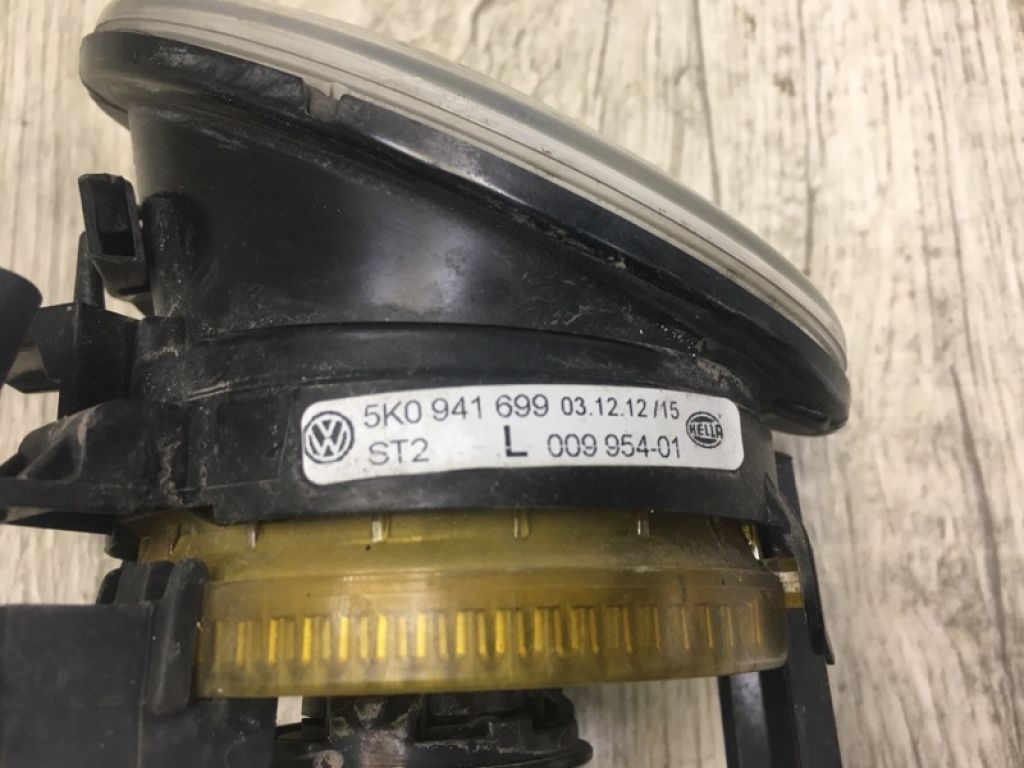 5K0 941 699 03.12.12/15 HELLA
ST2 L 009 954-01